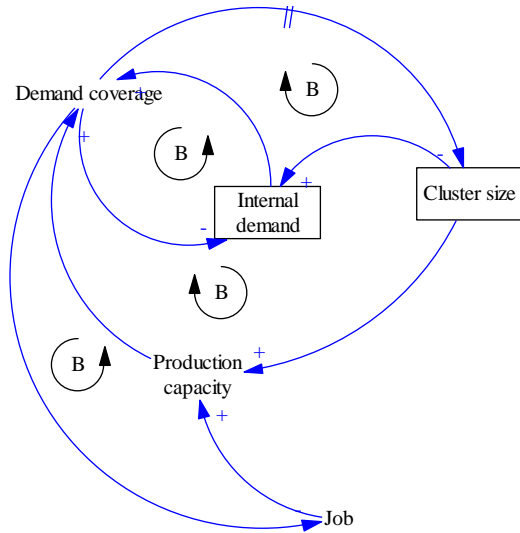 B
Demand coverage
+
+
B
-
+
Internal
demand
-
Cluster size
B
B
+
Production
capacity
+
-
Job